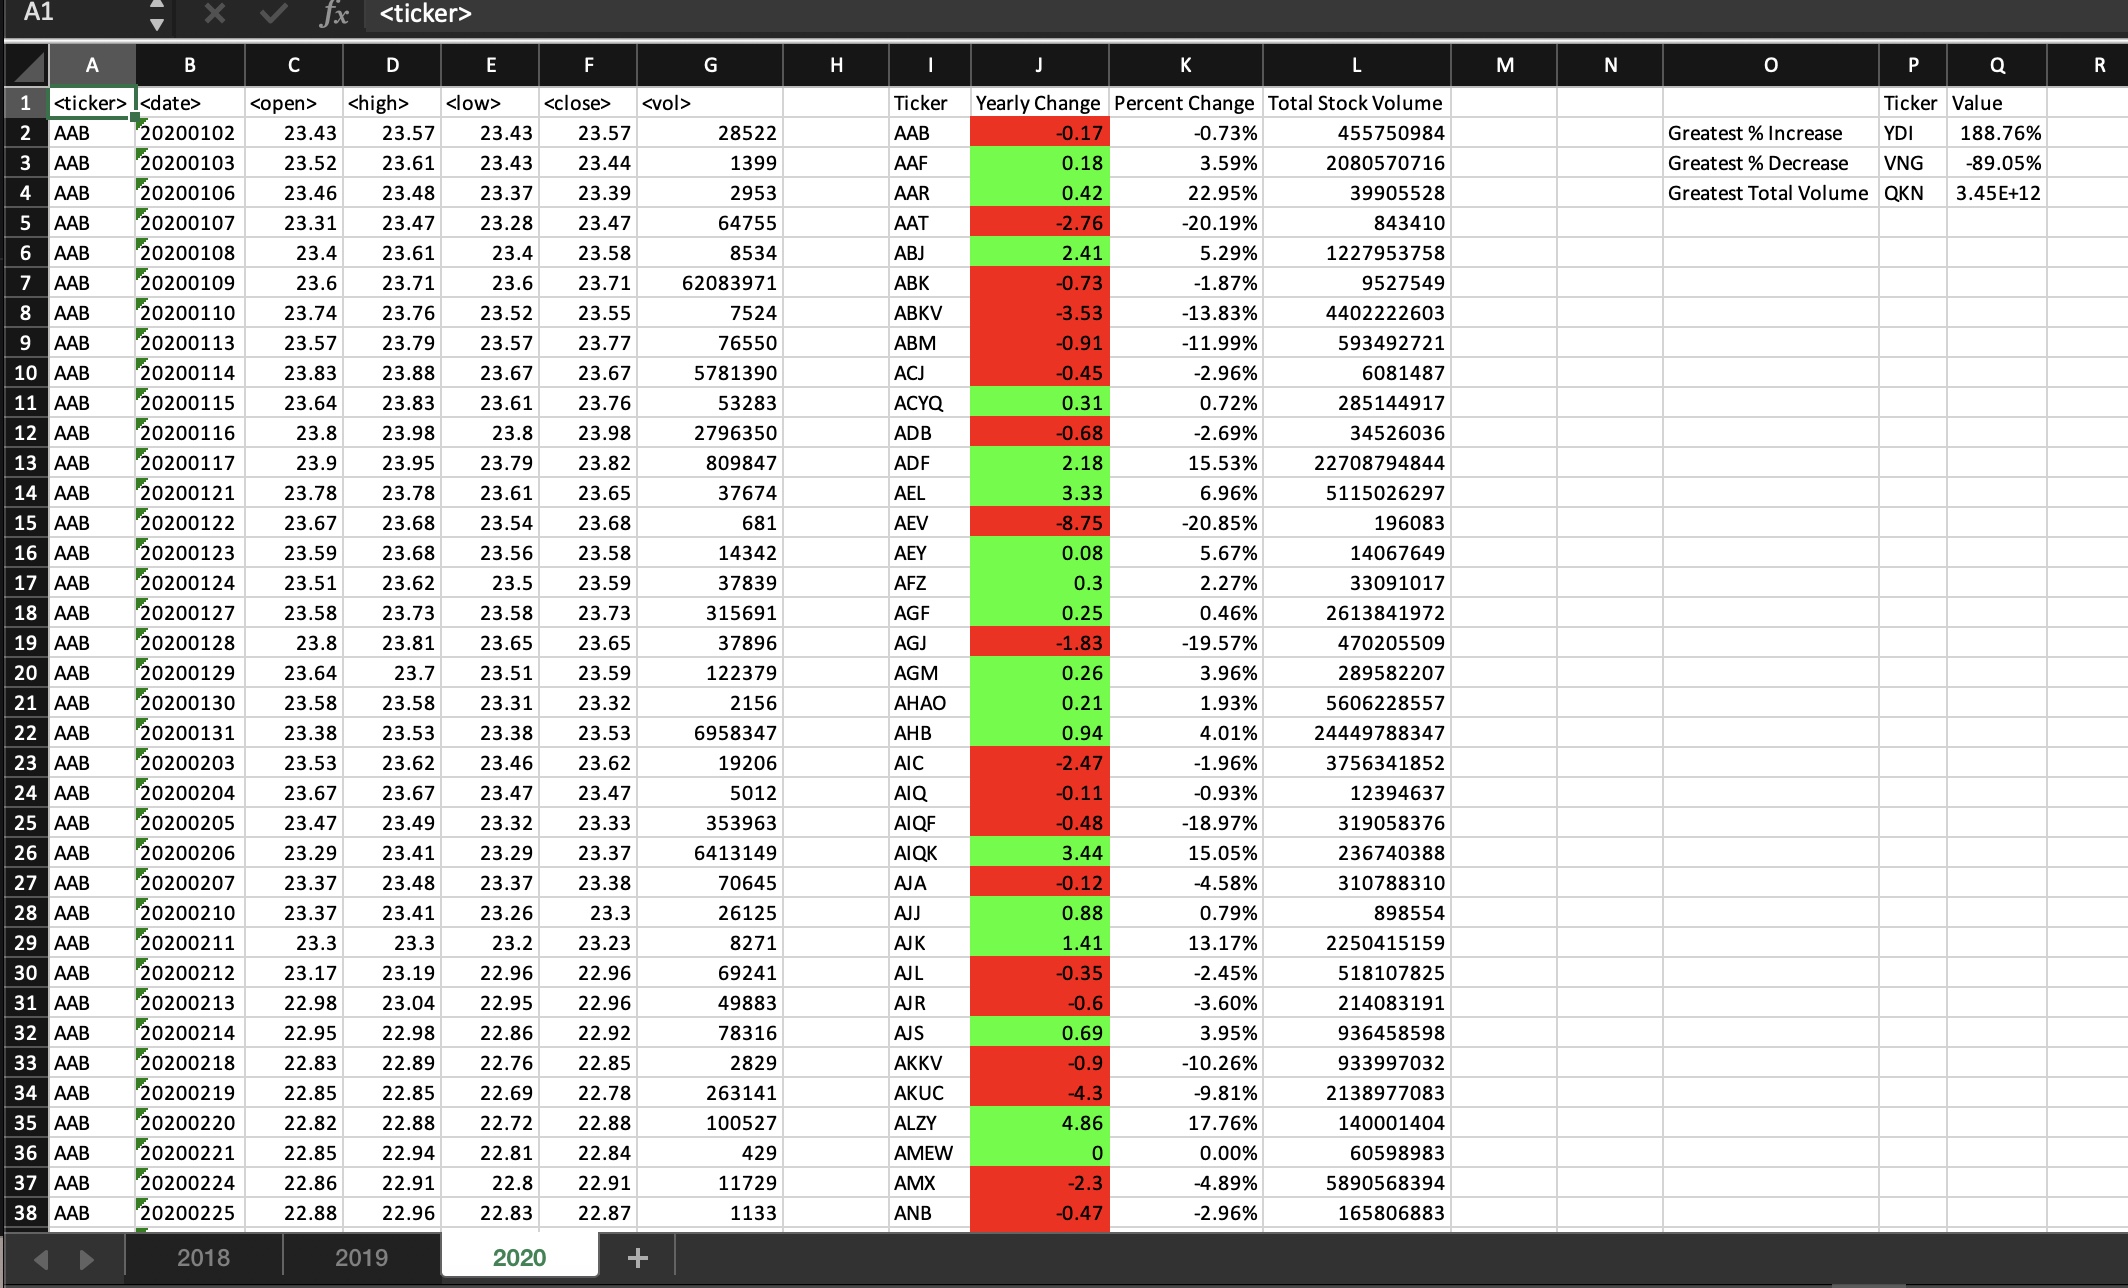 A1 fx <ticker>
A B C D E F G H I J K L M N O P Q R
1 <ticker> <date> <open> <high> <low> <close> <vol> Ticker Yearly Change Percent Change Total Stock Volume Ticker Value
2 AAB 20200102 23.43 23.57 23.43 23.57 28522 AAB -0.17 -0.73% 455750984 Greatest % Increase YDI 188.76%
3 AAB 20200103 23.52 23.61 23.43 23.44 1399 AAF 0.18 3.59% 2080570716 Greatest % Decrease VNG -89.05%
4 AAB 20200106 23.46 23.48 23.37 23.39 2953 AAR 0.42 22.95% 39905528 Greatest Total Volume QKN 3.45E+12
5 AAB 20200107 23.31 23.47 23.28 23.47 64755 AAT -2.76 -20.19% 843410
6 AAB 20200108 23.4 23.61 23.4 23.58 8534 ABJ 2.41 5.29% 1227953758
7 AAB 20200109 23.6 23.71 23.6 23.71 62083971 ABK -0.73 -1.87% 9527549
8 AAB 20200110 23.74 23.76 23.52 23.55 7524 ABKV -3.53 -13.83% 4402222603
9 AAB 20200113 23.57 23.79 23.57 23.77 76550 ABM -0.91 -11.99% 593492721
10 AAB 20200114 23.83 23.88 23.67 23.67 5781390 ACJ -0.45 -2.96% 6081487
11 AAB 20200115 23.64 23.83 23.61 23.76 53283 ACYQ 0.31 0.72% 285144917
12 AAB 20200116 23.8 23.98 23.8 23.98 2796350 ADB -0.68 -2.69% 34526036
13 AAB 20200117 23.9 23.95 23.79 23.82 809847 ADF 2.18 15.53% 22708794844
14 AAB 20200121 23.78 23.78 23.61 23.65 37674 AEL 3.33 6.96% 5115026297
15 AAB 20200122 23.67 23.68 23.54 23.68 681 AEV -8.75 -20.85% 196083
16 AAB 20200123 23.59 23.68 23.56 23.58 14342 AEY 0.08 5.67% 14067649
17 AAB 20200124 23.51 23.62 23.5 23.59 37839 AFZ 0.3 2.27% 33091017
18 AAB 20200127 23.58 23.73 23.58 23.73 315691 AGF 0.25 0.46% 2613841972
19 AAB 20200128 23.8 23.81 23.65 23.65 37896 AGJ -1.83 -19.57% 470205509
20 AAB 20200129 23.64 23.7 23.51 23.59 122379 AGM 0.26 3.96% 289582207
21 AAB 20200130 23.58 23.58 23.31 23.32 2156 AHAO 0.21 1.93% 5606228557
22 AAB 20200131 23.38 23.53 23.38 23.53 6958347 AHB 0.94 4.01% 24449788347
23 AAB 20200203 23.53 23.62 23.46 23.62 19206 AIC -2.47 -1.96% 3756341852
24 AAB 20200204 23.67 23.67 23.47 23.47 5012 AIQ -0.11 -0.93% 12394637
25 AAB 20200205 23.47 23.49 23.32 23.33 353963 AIQF -0.48 -18.97% 319058376
26 AAB 20200206 23.29 23.41 23.29 23.37 6413149 AIQK 3.44 15.05% 236740388
27 AAB 20200207 23.37 23.48 23.37 23.38 70645 AJA -0.12 -4.58% 310788310
28 AAB 20200210 23.37 23.41 23.26 23.3 26125 AJJ 0.88 0.79% 898554
29 AAB 20200211 23.3 23.3 23.2 23.23 8271 AJK 1.41 13.17% 2250415159
30 AAB 20200212 23.17 23.19 22.96 22.96 69241 AJL -0.35 -2.45% 518107825
31 AAB 20200213 22.98 23.04 22.95 22.96 49883 AJR -0.6 -3.60% 214083191
32 AAB 20200214 22.95 22.98 22.86 22.92 78316 AJS 0.69 3.95% 936458598
33 AAB 20200218 22.83 22.89 22.76 22.85 2829 AKKV -0.9 -10.26% 933997032
34 AAB 20200219 22.85 22.85 22.69 22.78 263141 AKUC -4.3 -9.81% 2138977083
35 AAB 20200220 22.82 22.88 22.72 22.88 100527 ALZY 4.86 17.76% 140001404
36 AAB 20200221 22.85 22.94 22.81 22.84 429 AMEW 0 0.00% 60598983
37 AAB 20200224 22.86 22.91 22.8 22.91 11729 AMX -2.3 -4.89% 5890568394
38 AAB 20200225 22.88 22.96 22.83 22.87 1133 ANB -0.47 -2.96% 165806883
2018 2019 2020 +